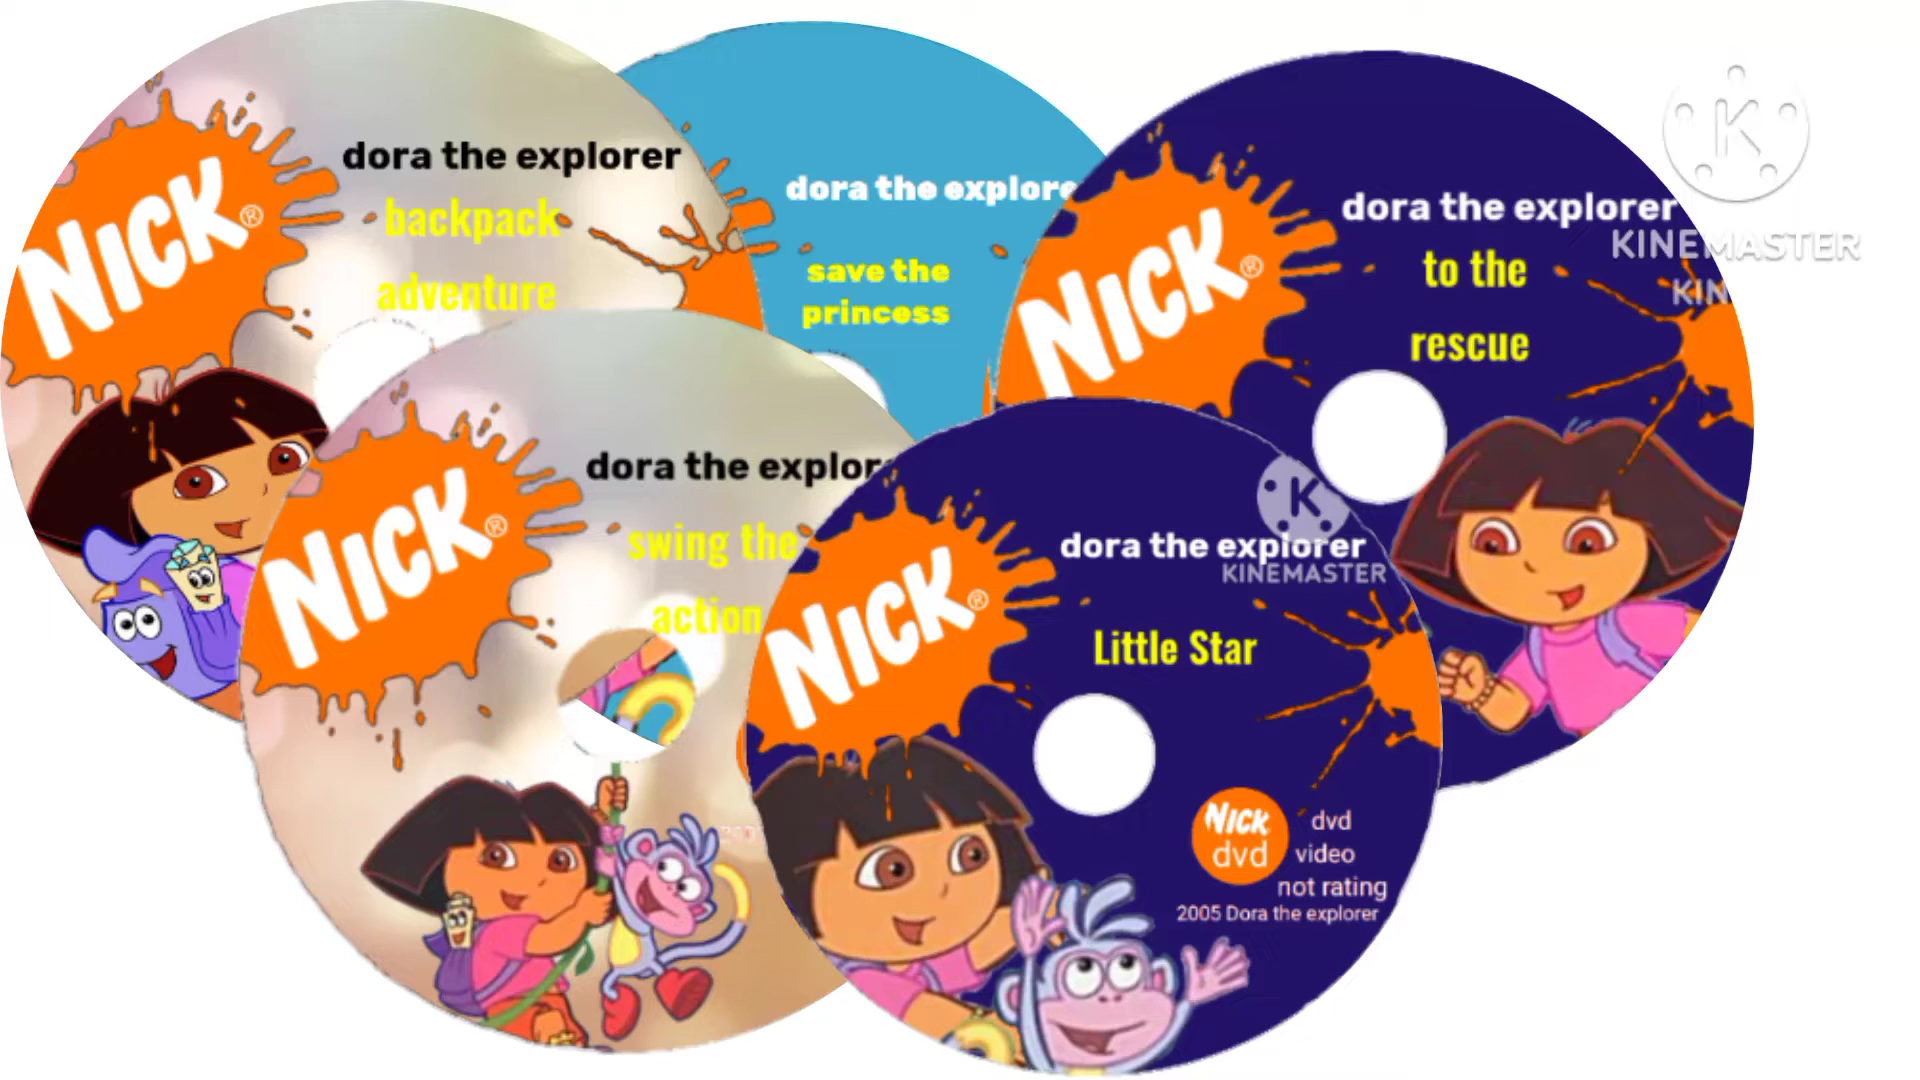 NICK®
dora the explorer
backpack
adventure
dora the explore
save the
princess
NICK®
dora the explorer
to the
rescue
K
KINEMASTER
KIN
NICK®
dora the explor
swing the
action
NICK®
dora the explorer
K
KINEMASTER
Little Star
NICK
dvd
dvd
video
not rating
2005 Dora the explorer